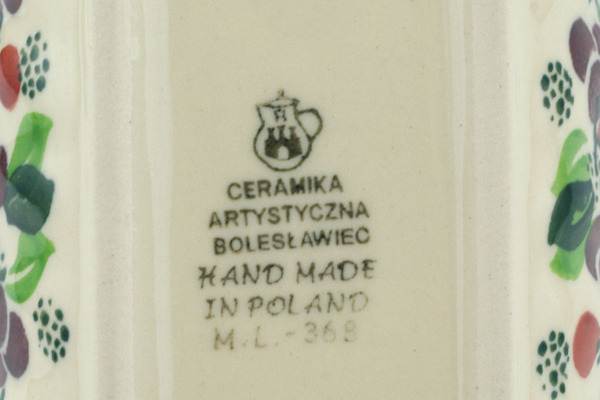 CERAMIKA
ARTYSTYCZNA
BOLESŁAWIEC
HAND MADE
IN POLAND
M.L.-368